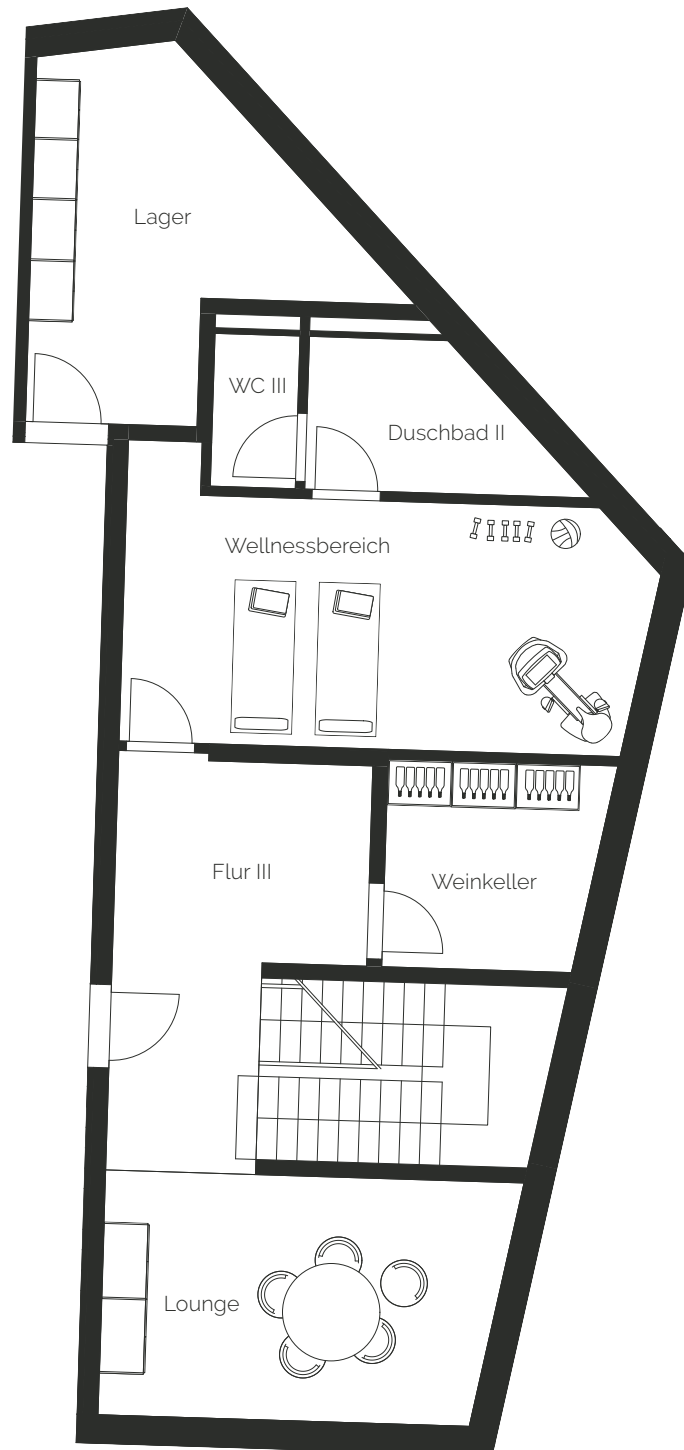 Lager
WC III
Duschbad II
Wellnessbereich
Flur III
Weinkeller
Lounge